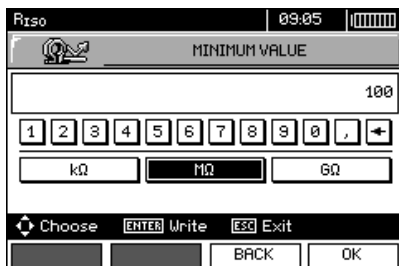 RISO 09:05
MINIMUM VALUE
100
1 2 3 4 5 6 7 8 9 0 ,
kΩ MΩ GΩ
Choose ENTER Write ESC Exit
BACK OK